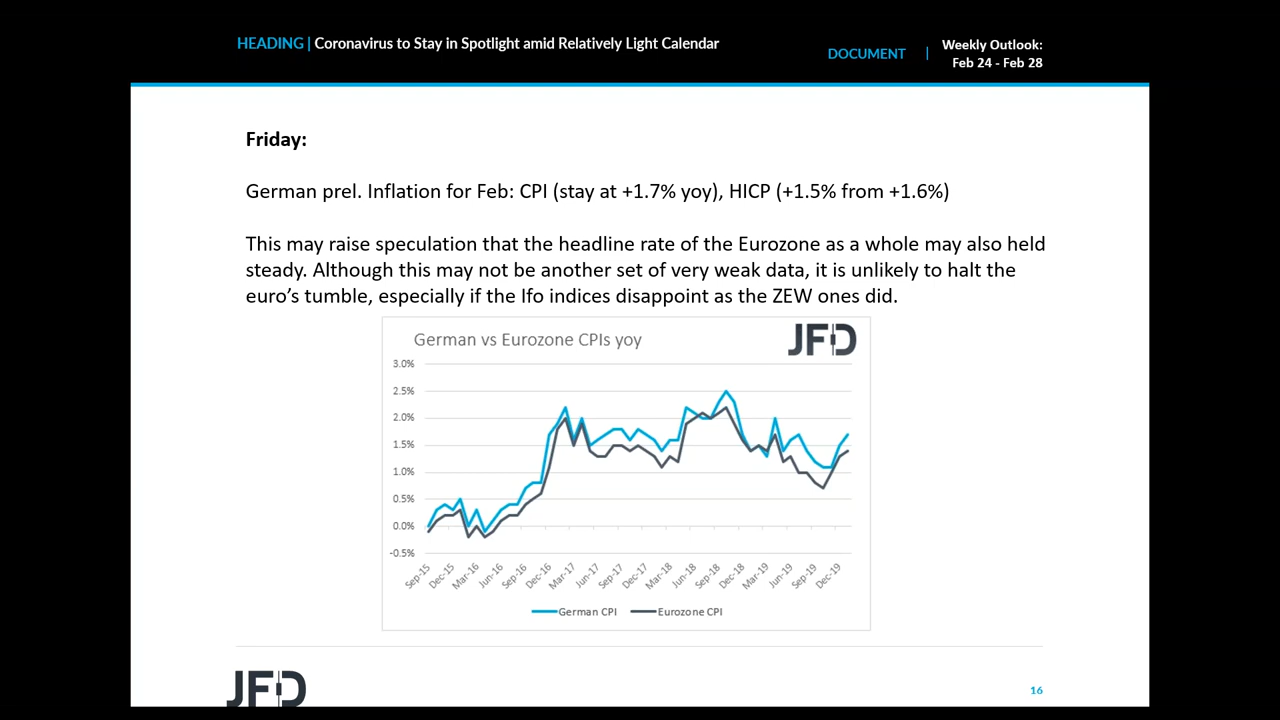 HEADING | Coronavirus to Stay in Spotlight amid Relatively Light Calendar
DOCUMENT | Weekly Outlook:
Feb 24 - Feb 28
Friday:
German prel. Inflation for Feb: CPI (stay at +1.7% yoy), HICP (+1.5% from +1.6%)
This may raise speculation that the headline rate of the Eurozone as a whole may also held
steady. Although this may not be another set of very weak data, it is unlikely to halt the
euro's tumble, especially if the Ifo indices disappoint as the ZEW ones did.
German vs Eurozone CPIs yoy
JFD
3.0%
2.5%
2.0%
1.5%
1.0%
0.5%
0.0%
-0.5%
Sep-15 Dec-15 Mar-16 Jun-16 Sep-16 Dec-16 Mar-17 Jun-17 Sep-17 Dec-17 Mar-18 Jun-18 Sep-18 Dec-18 Mar-19 Jun-19 Sep-19 Dec-19
German CPI Eurozone CPI
JFD
16